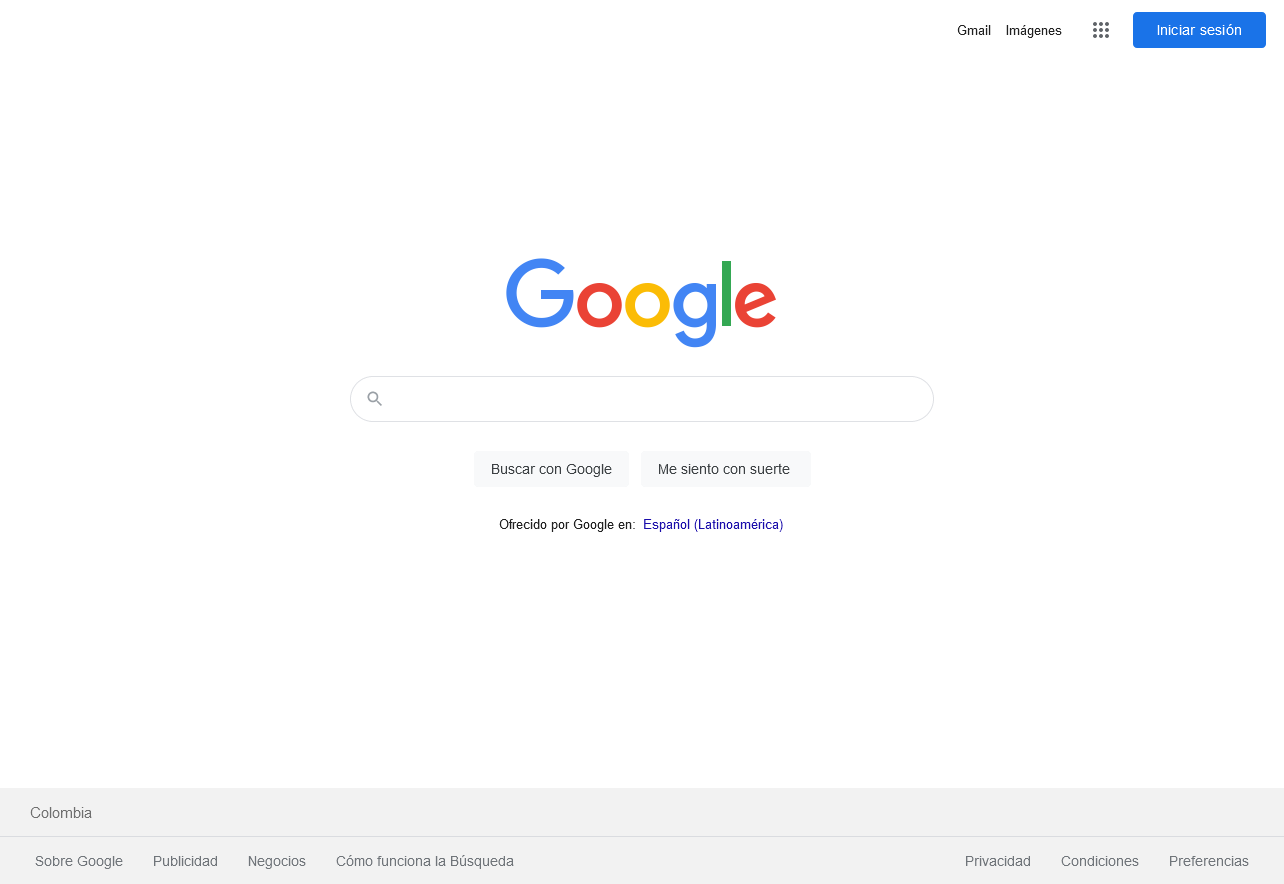 Gmail Imágenes Iniciar sesión
Google
Buscar con Google Me siento con suerte
Ofrecido por Google en: Español (Latinoamérica)
Colombia
Sobre Google Publicidad Negocios Cómo funciona la Búsqueda Privacidad Condiciones Preferencias